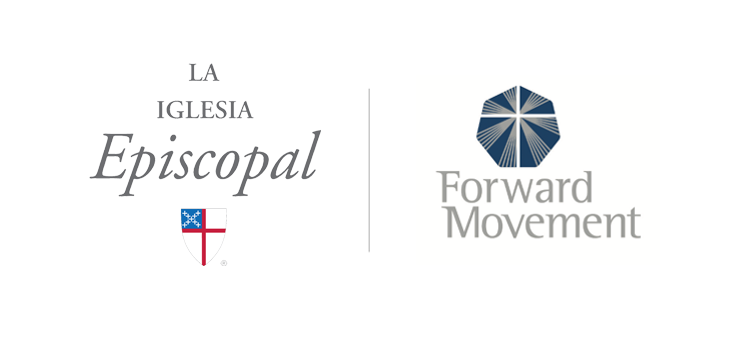 LA
IGLESIA
Episcopal
®
Forward
Movement